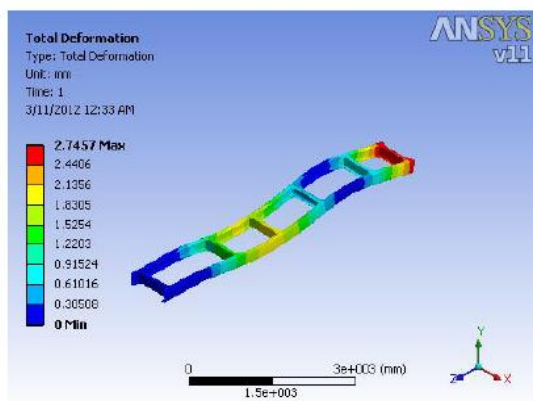 Total Deformation
Type: Total Deformation
Unit: mm
Time: 1
3/11/2012 12:33 AM
ANSYS
v11
2.7457 Max
2.4406
2.1356
1.8305
1.5254
1.2203
0.91524
0.61016
0.30508
0 Min
0
3e+003 (mm)
1.5e+003
Y
Z
X